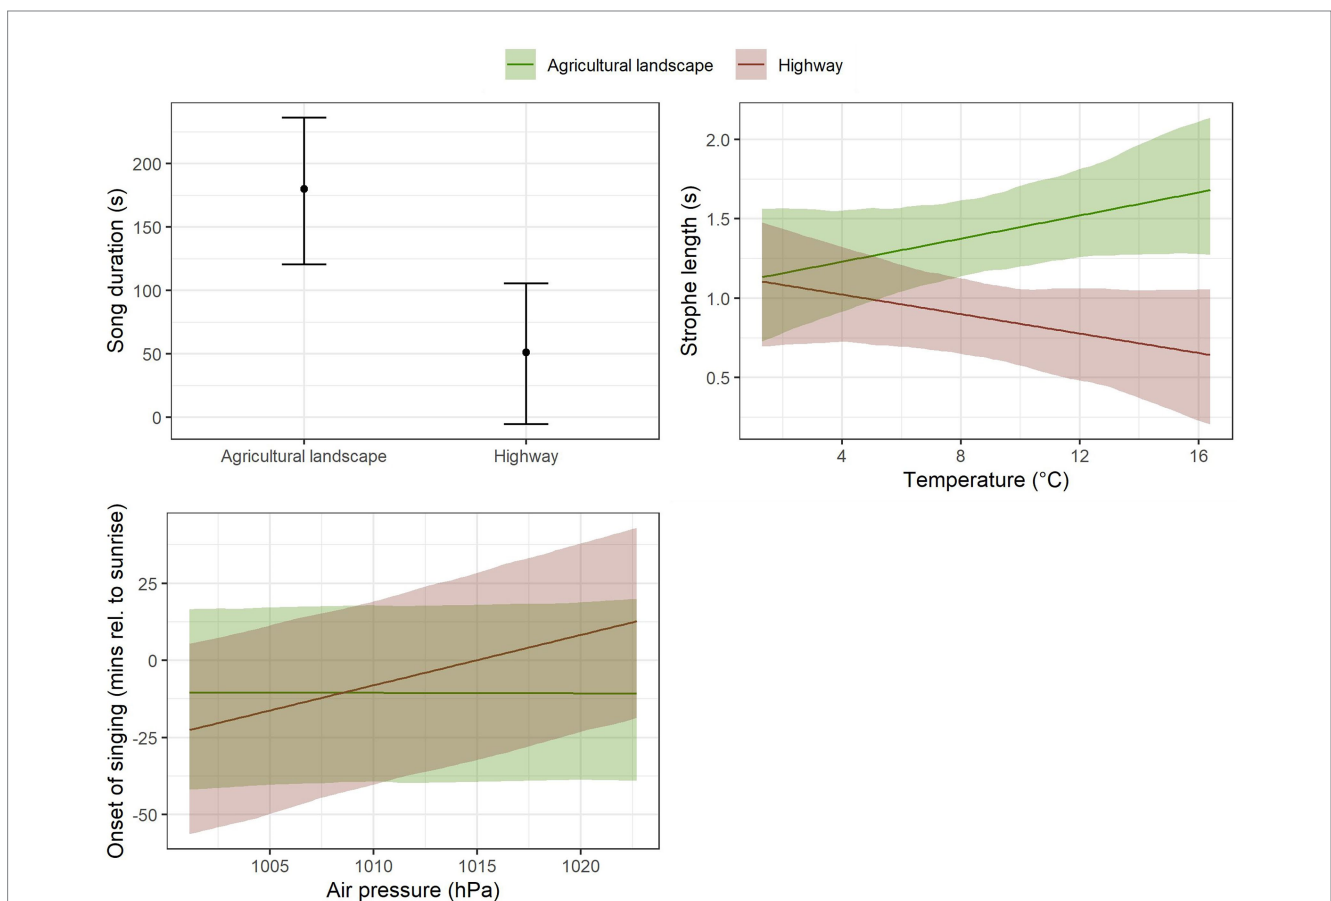 Agricultural landscape
Highway
Song duration (s)
200
150
100
50
0
Agricultural landscape
Highway
Strophe length (s)
2.0
1.5
1.0
0.5
4
8
12
16
Temperature (°C)
Onset of singing (mins rel. to sunrise)
25
0
-25
-50
1005
1010
1015
1020
Air pressure (hPa)